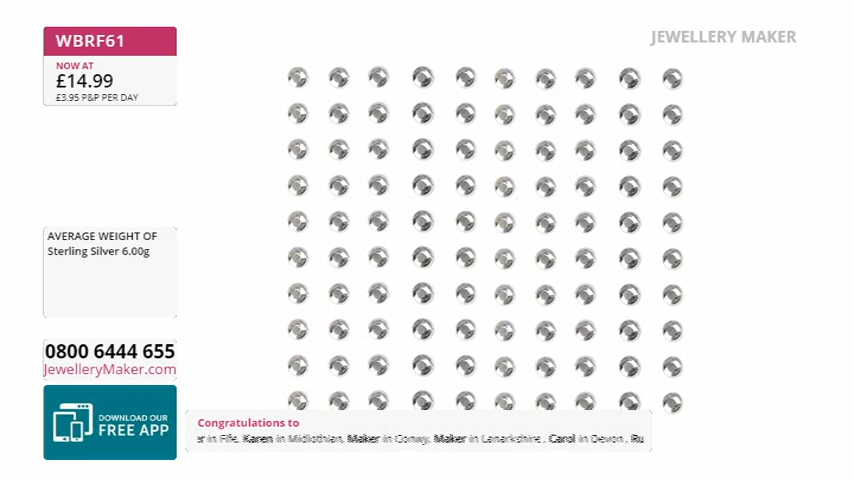 WBRF61
JEWELLERY MAKER
NOW AT
£14.99
£3.95 P&P PER DAY
AVERAGE WEIGHT OF
Sterling Silver 6.00g
0800 6444 655
JewelleryMaker.com
DOWNLOAD OUR
FREE APP
Congratulations to
er in Fife, Karen in Midlothian, Maker in Conwy, Maker in Lanarkshire, Carol in Devon, Ru